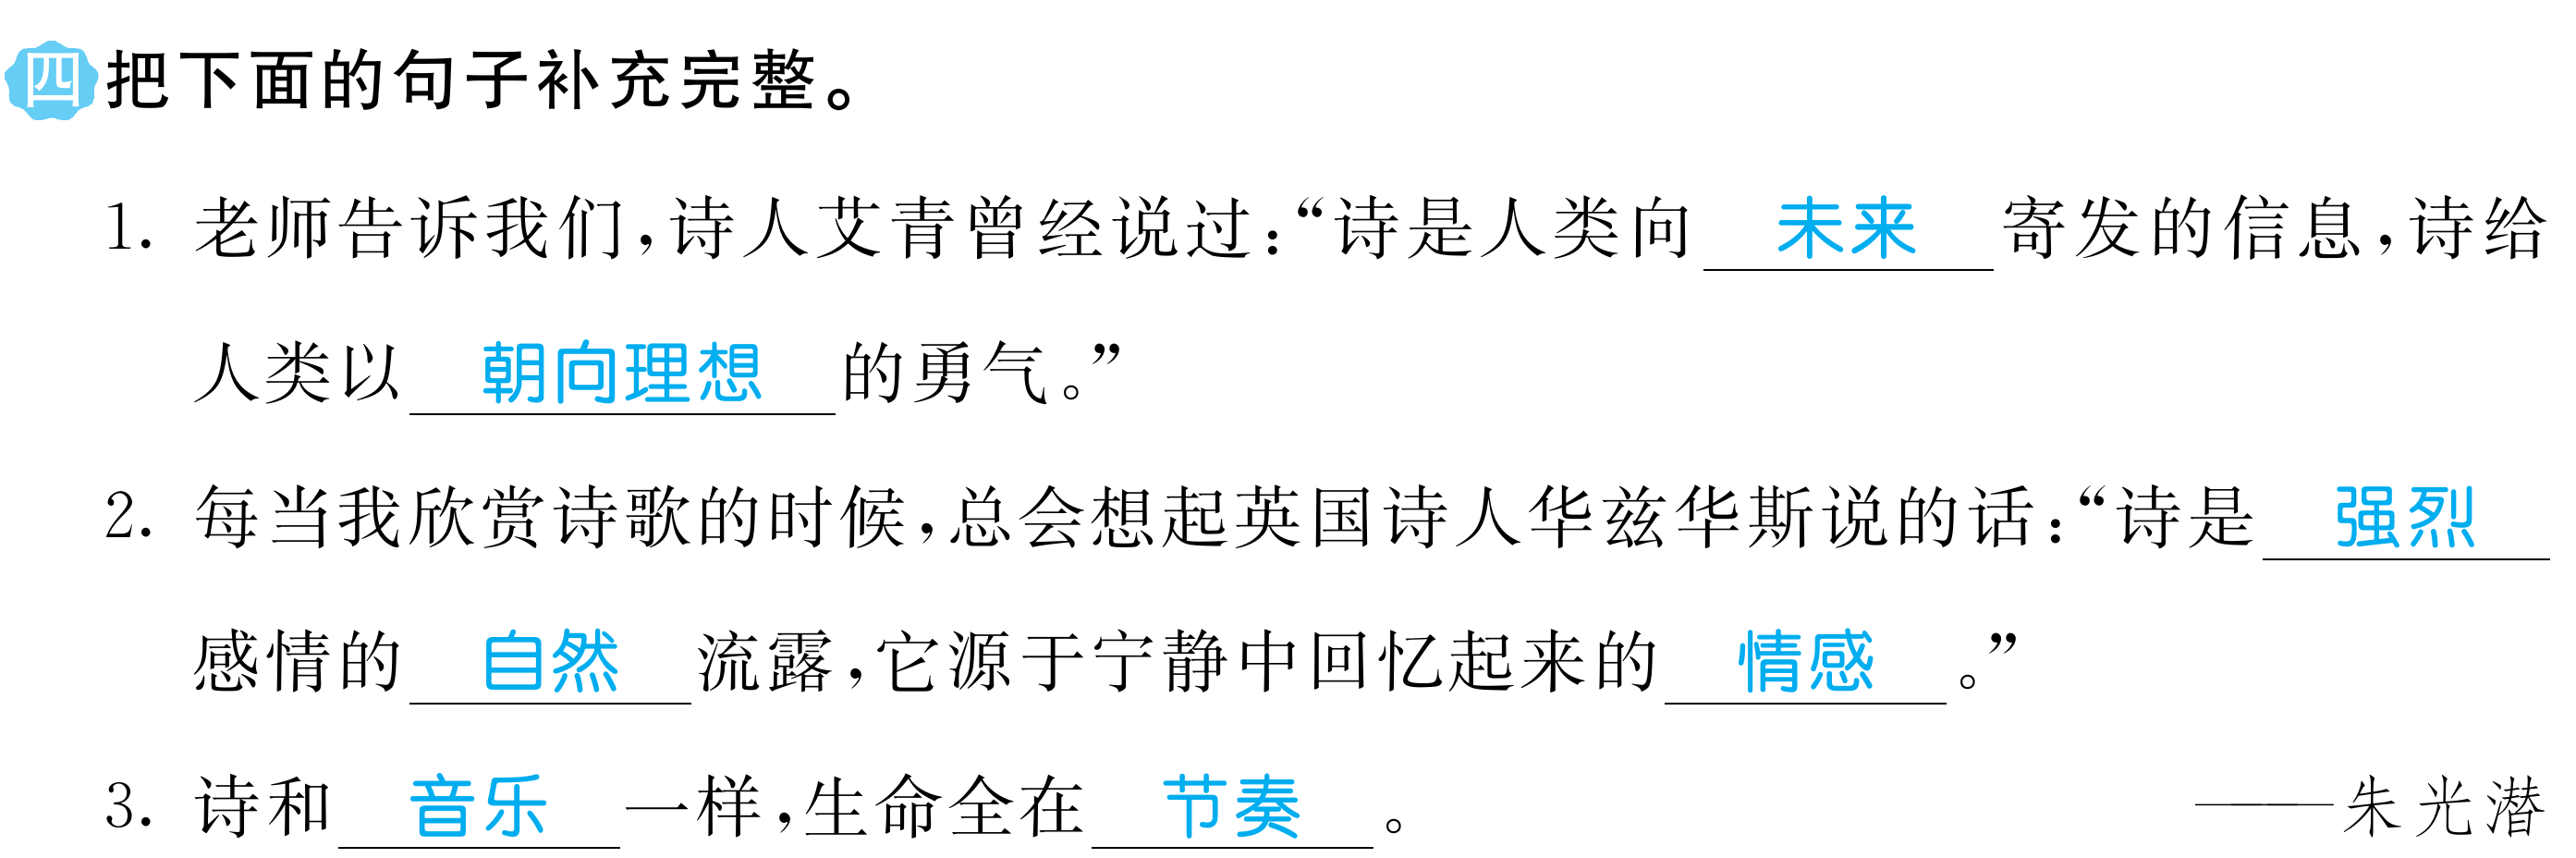 四 把下面的句子补充完整。
1. 老师告诉我们,诗人艾青曾经说过:“诗是人类向 未来 寄发的信息,诗给
人类以 朝向理想 的勇气。”
2. 每当我欣赏诗歌的时候,总会想起英国诗人华兹华斯说的话:“诗是 强烈
感情的 自然 流露,它源于宁静中回忆起来的 情感 。”
3. 诗和 音乐 一样,生命全在 节奏 。 ——朱光潜